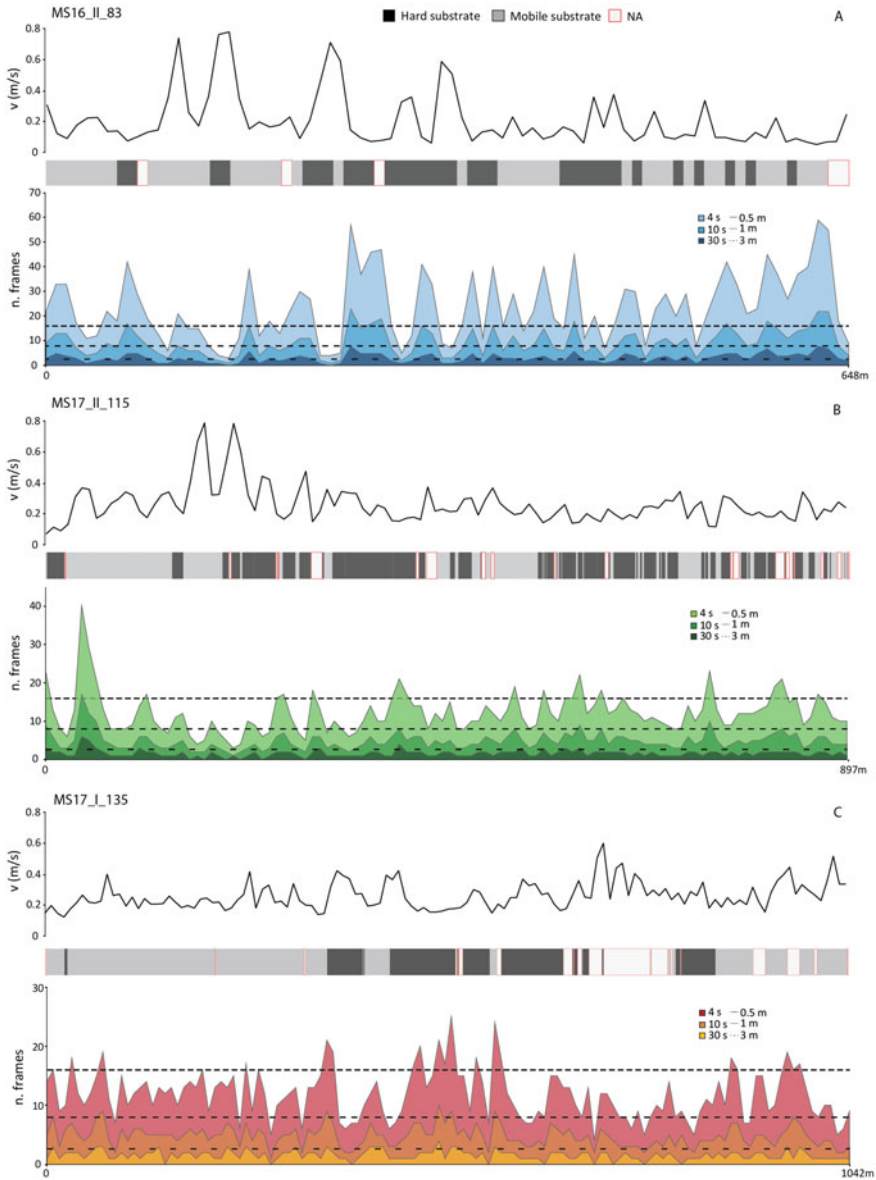 MS16_II_83
Hard substrate Mobile substrate NA
A
v (m/s)
0.8
0.6
0.4
0.2
0
n. frames
70
60
50
40
30
20
10
0
4 s 0.5 m
10 s 1 m
30 s 3 m
0 648m
MS17_II_115
B
v (m/s)
0.8
0.6
0.4
0.2
0
n. frames
40
30
20
10
0
4 s 0.5 m
10 s 1 m
30 s 3 m
0 897m
MS17_I_135
C
v (m/s)
0.8
0.6
0.4
0.2
0
n. frames
30
20
10
0
4 s 0.5 m
10 s 1 m
30 s 3 m
0 1042m